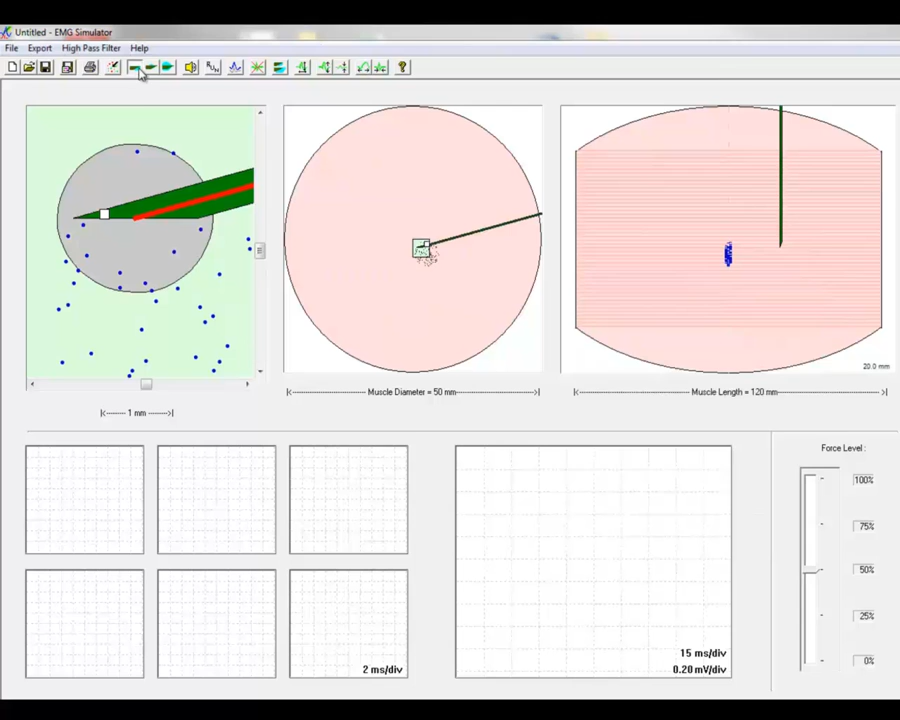 Untitled - EMG Simulator
File Export High Pass Filter Help
RUN
?
20.0 mm
|<--------------------- Muscle Diameter = 50 mm --------------------->|
|<--------------------- Muscle Length = 120 mm --------------------->|
|<-------- 1 mm ------->|
Force Level :
100%
75%
50%
25%
0%
2 ms/div
15 ms/div
0.20 mV/div